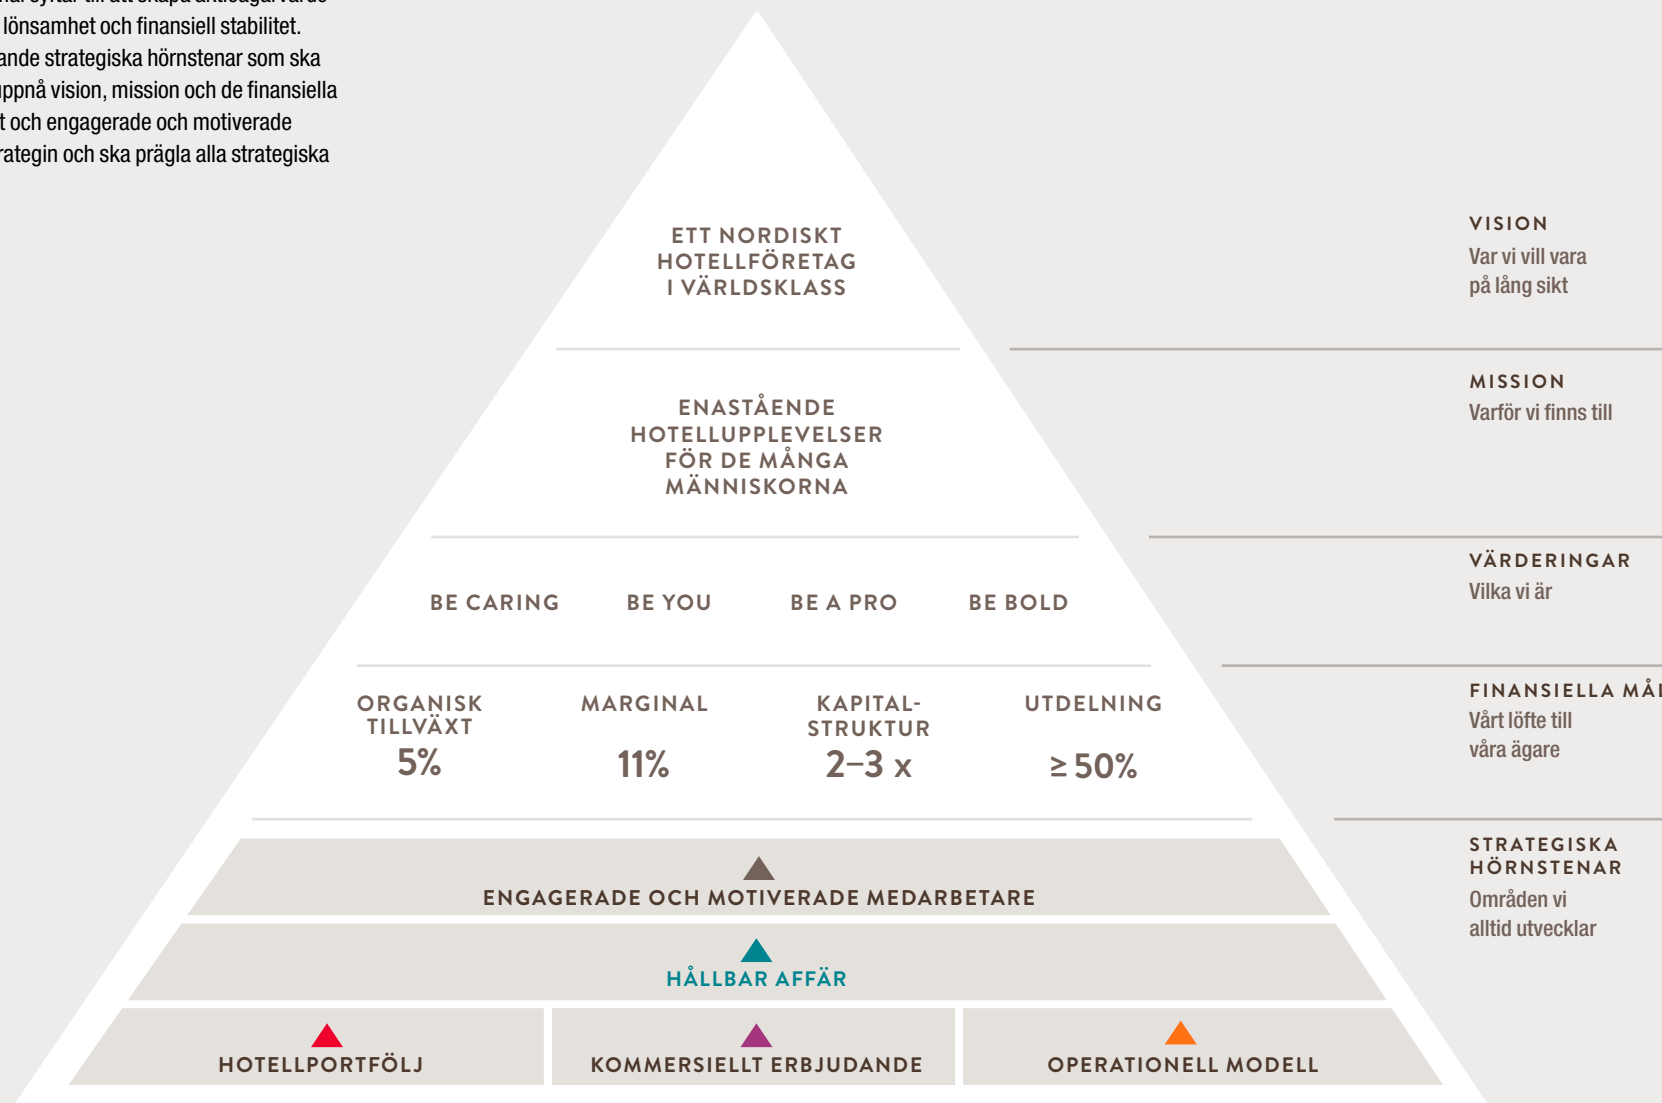 lönsamhet och finansiell stabilitet.
strategiska hörnstenar som ska
uppnå vision, mission och de finansiella
och engagerade och motiverade
och ska prägla alla strategiska
ETT NORDISKT
HOTELLFÖRETAG
I VÄRLDSKLASS
VISION
Var vi vill vara
på lång sikt
ENASTÅENDE
HOTELLUPPLEVELSER
FÖR DE MÅNGA
MÄNNISKORNA
MISSION
Varför vi finns till
BE CARING BE YOU BE A PRO BE BOLD
VÄRDERINGAR
Vilka vi är
ORGANISK
TILLVÄXT
5%
MARGINAL
11%
KAPITAL-
STRUKTUR
2–3 x
UTDELNING
≥ 50%
FINANSIELLA MÅL
Vårt löfte till
våra ägare
ENGAGERADE OCH MOTIVERADE MEDARBETARE
HÅLLBAR AFFÄR
HOTELLPORTFÖLJ KOMMERSIELLT ERBJUDANDE OPERATIONELL MODELL
STRATEGISKA
HÖRNSTENAR
Områden vi
alltid utvecklar